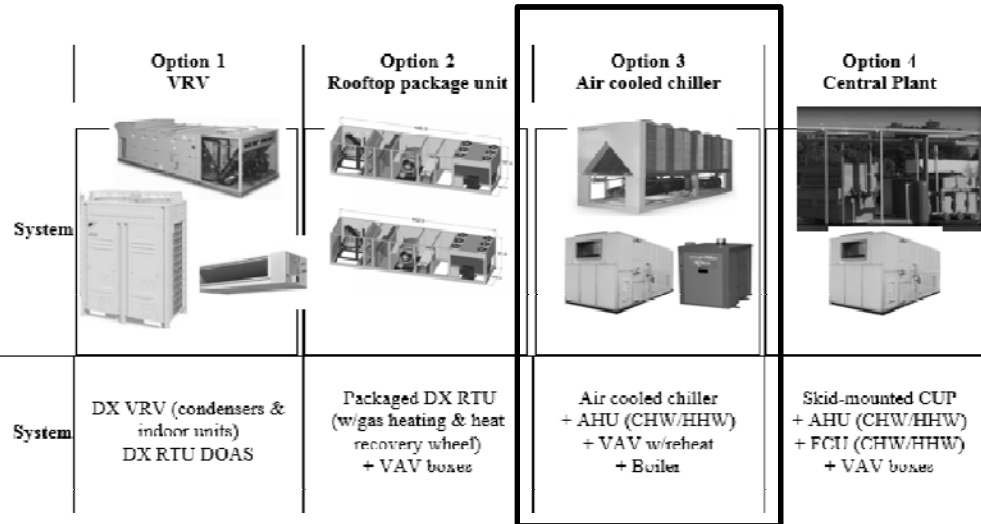 Option 1
VRV
Option 2
Rooftop package unit
Option 3
Air cooled chiller
Option 4
Central Plant
System
System
DX VRV (condensers &
indoor units)
DX RTU DOAS
Packaged DX RTU
(w/gas heating & heat
recovery wheel)
+ VAV boxes
Air cooled chiller
+ AHU (CHW/HHW)
+ VAV w/reheat
+ Boiler
Skid-mounted CUP
+ AHU (CHW/HHW)
+ FCU (CHW/HHW)
+ VAV boxes